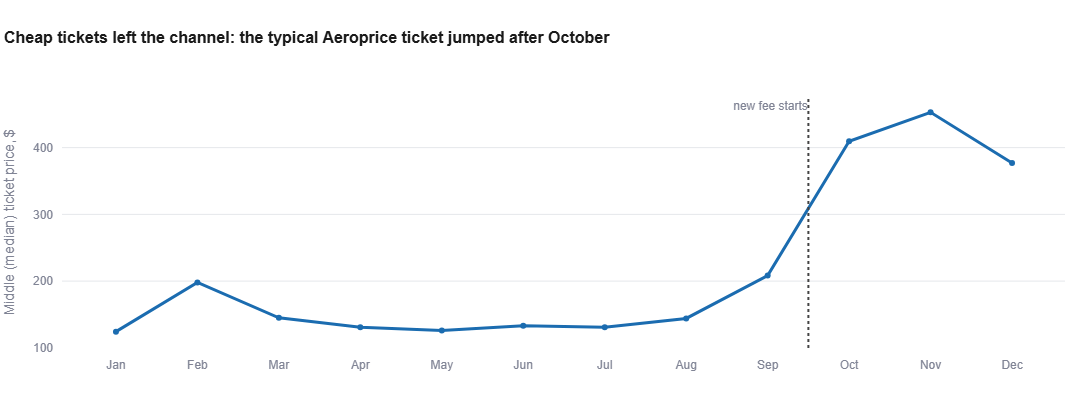 Cheap tickets left the channel: the typical Aeroprice ticket jumped after October
new fee starts
Middle (median) ticket price, $
400
300
200
100
Jan Feb Mar Apr May Jun Jul Aug Sep Oct Nov Dec